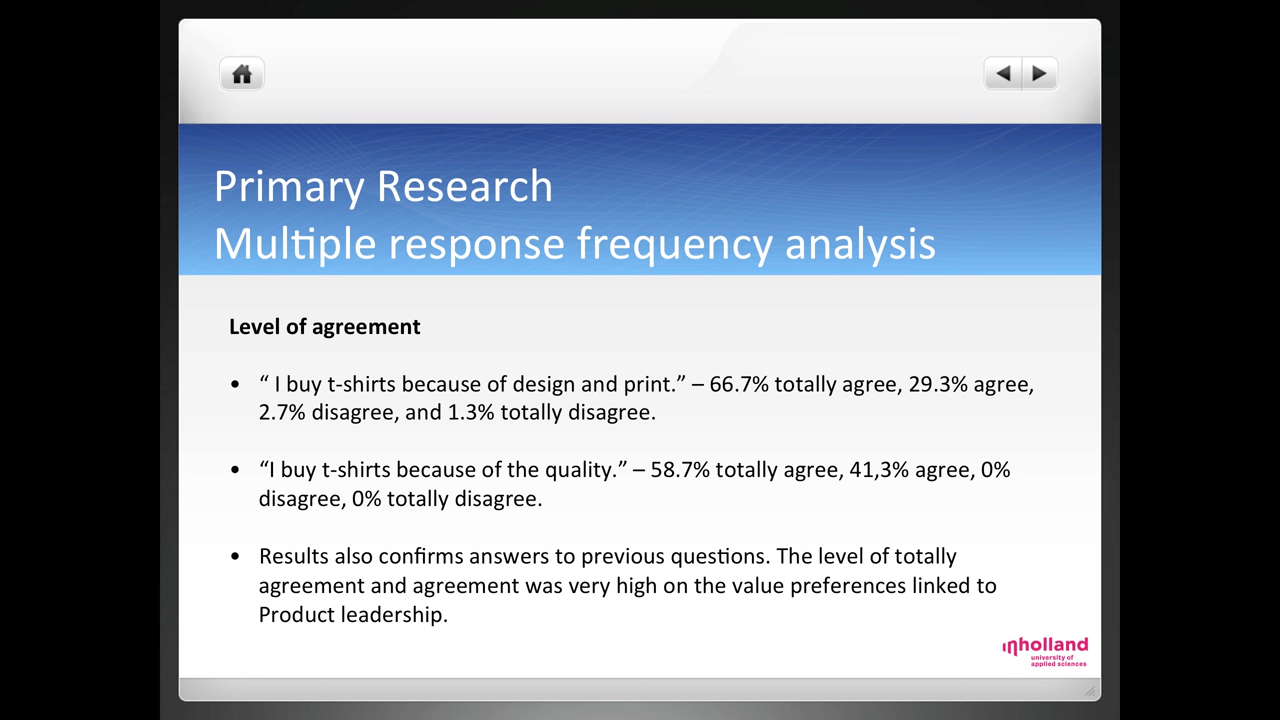 Primary Research
Multiple response frequency analysis
Level of agreement
• “ I buy t-shirts because of design and print.” – 66.7% totally agree, 29.3% agree,
2.7% disagree, and 1.3% totally disagree.
• “I buy t-shirts because of the quality.” – 58.7% totally agree, 41,3% agree, 0%
disagree, 0% totally disagree.
• Results also confirms answers to previous questions. The level of totally
agreement and agreement was very high on the value preferences linked to
Product leadership.
inholland
university of
applied sciences